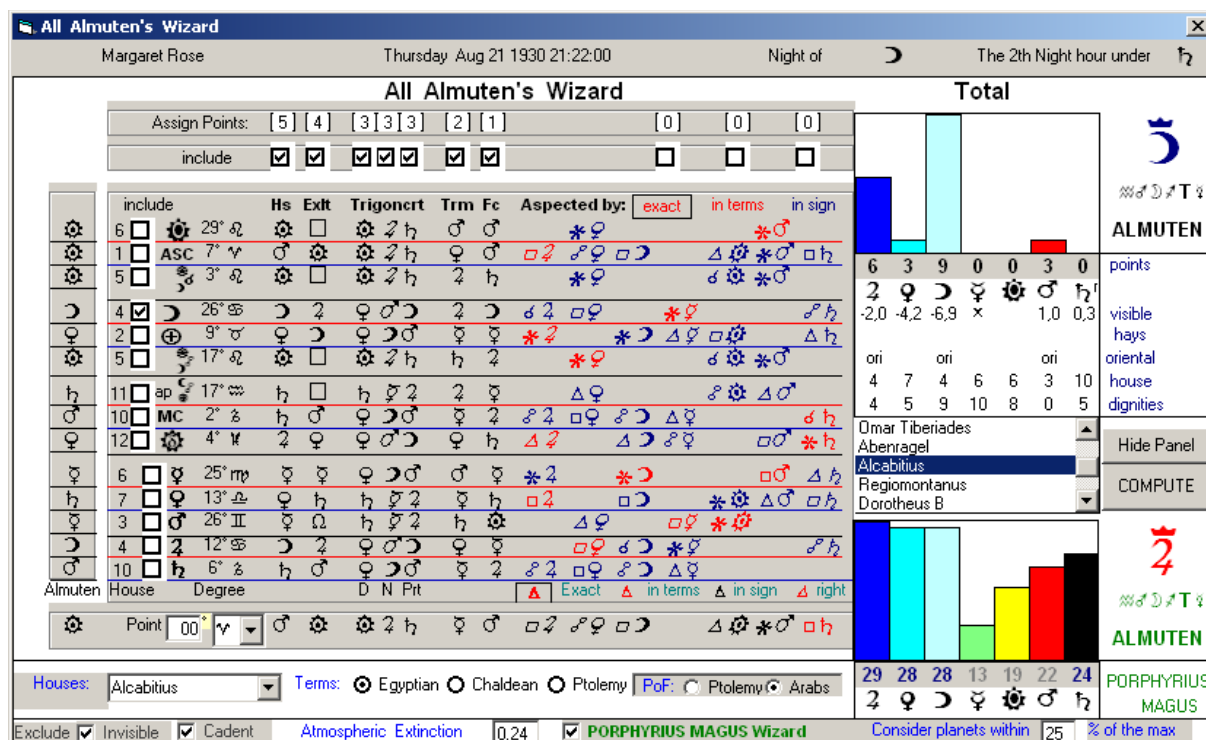 All Almuten's Wizard
Margaret Rose Thursday Aug 21 1930 21:22:00 Night of ☽ The 2th Night hour under ♄
All Almuten's Wizard Total
Assign Points: [5] [4] [3] [3] [3] [2] [1] [0] [0] [0]
include
include Hs Exlt Trigoncrt Trm Fc Aspected by: exact in terms in sign
6 29° ♌
1 ASC 7° ♈
5 3° ♌
4 ☽ 26° ♋
2 9° ♉
5 17° ♌
11 ap 17° ♒
10 MC 2°
12 4°
6 ☿ 25° ♍
7 ♀ 13° ♎
3 ♂ 26° ♊
4 ♃ 12° ♋
10 ♄ 6°
Almuten House Degree D N Prt Exact in terms in sign right
Point 00° ♈
ALMUTEN
6 3 9 0 0 3 0 points
♃ ♀ ☽ ☿ ☉ ♂ ♄r
-2,0 -4,2 -6,9 × 1,0 0,3 visible
hays
ori ori ori oriental
4 7 4 6 6 3 10 house
4 5 9 10 8 0 5 dignities
Omar Tiberiades
Abenragel
Alcabitius
Regiomontanus
Dorotheus B
Hide Panel
COMPUTE
ALMUTEN
29 28 28 13 19 22 24
♃ ♀ ☽ ☿ ☉ ♂ ♄
PORPHYRIUS
MAGUS
Houses: Alcabitius Terms: Egyptian Chaldean Ptolemy PoF: Ptolemy Arabs
Exclude Invisible Cadent Atmospheric Extinction 0,24 PORPHYRIUS MAGUS Wizard Consider planets within 25 % of the max